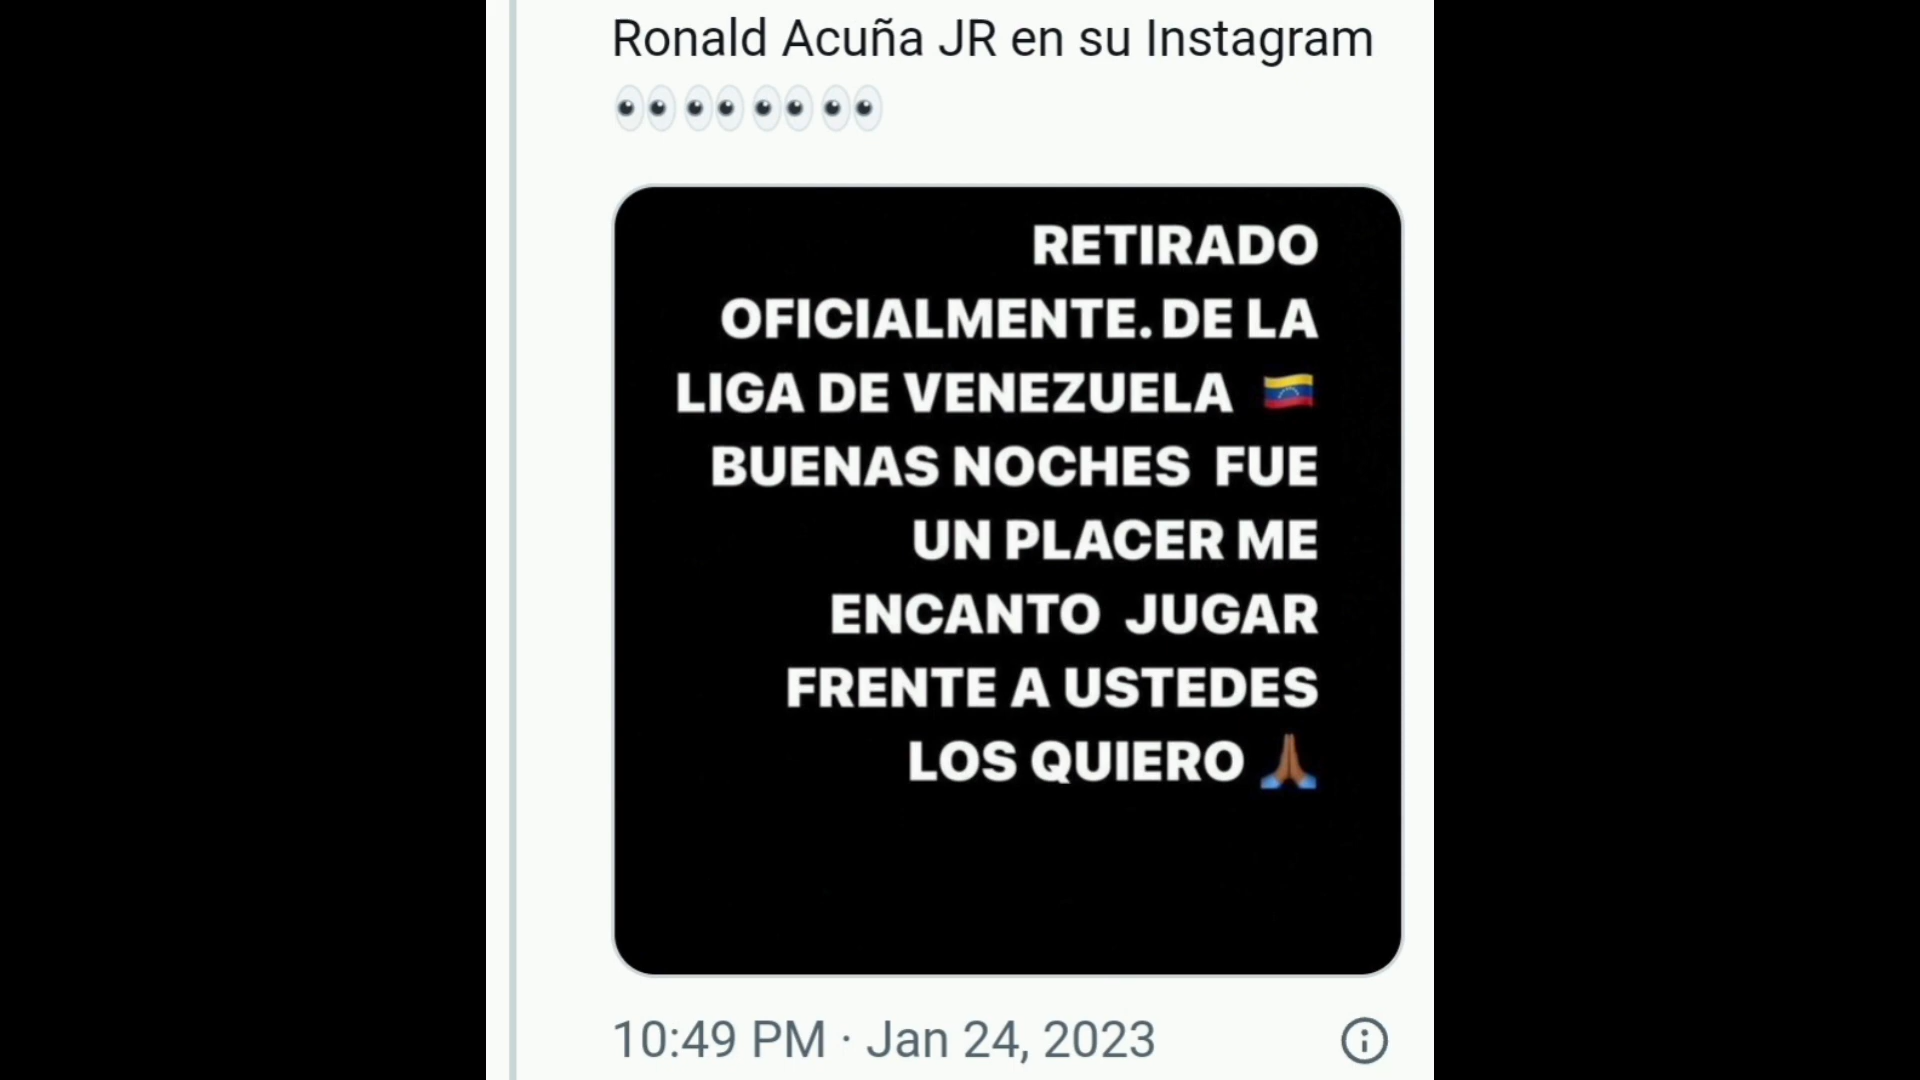 Ronald Acuña JR en su Instagram
👀👀👀👀
RETIRADO
OFICIALMENTE. DE LA
LIGA DE VENEZUELA 🇻🇪
BUENAS NOCHES FUE
UN PLACER ME
ENCANTO JUGAR
FRENTE A USTEDES
LOS QUIERO 🙏🏾
10:49 PM · Jan 24, 2023